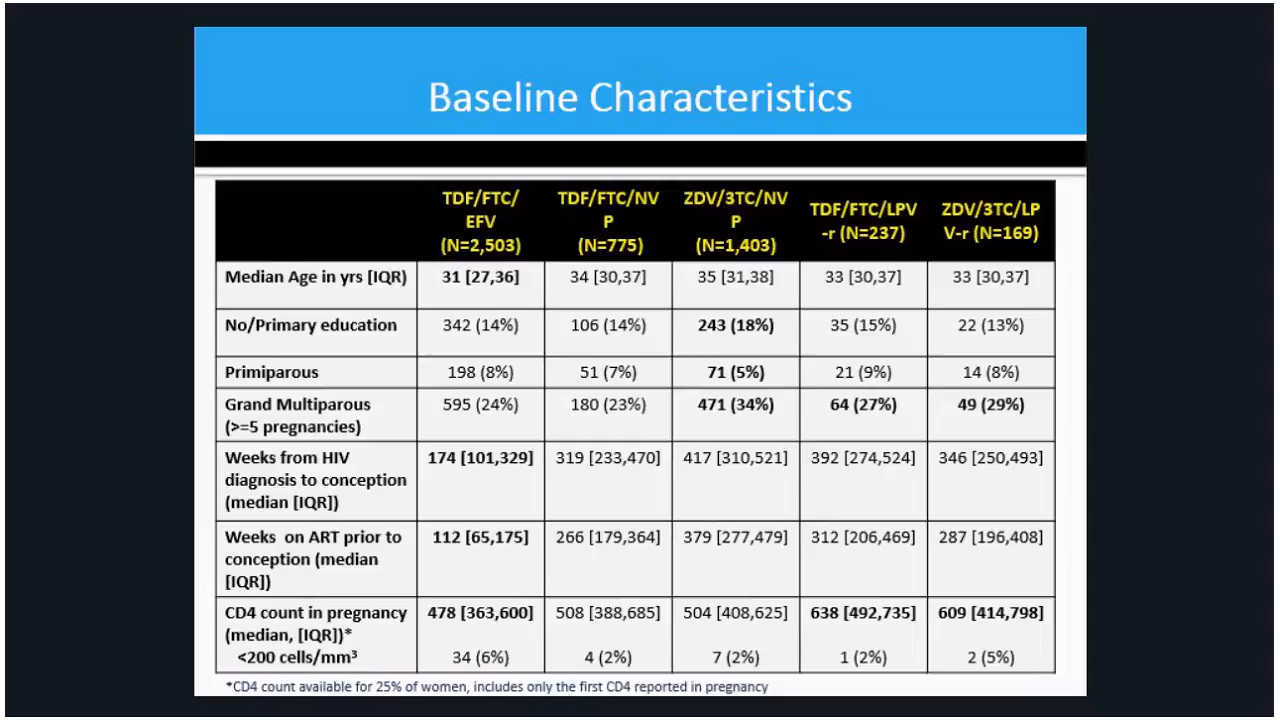 Baseline Characteristics
TDF/FTC/ TDF/FTC/NV ZDV/3TC/NV TDF/FTC/LPV ZDV/3TC/LP
EFV P P -r (N=237) V-r (N=169)
(N=2,503) (N=775) (N=1,403)
Median Age in yrs [IQR) 31 [27,36] 34 [30,37] 35 [31,38] 33 [30,37] 33 [30,37]
No/Primary education 342 (14%) 106 (14%) 243 (18%) 35 (15%) 22 (13%)
Primiparous 198 (8%) 51 (7%) 71 (5%) 21 (9%) 14 (8%)
Grand Multiparous 595 (24%) 180 (23%) 471 (34%) 64 (27%) 49 (29%)
(>=5 pregnancies)
Weeks from HIV 174 [101,329] 319 [233,470] 417 [310,521] 392 [274,524] 346 [250,493]
diagnosis to conception
(median [IQR])
Weeks on ART prior to 112 [65,175] 266 [179,364] 379 [277,479] 312 [206,469] 287 [196,408]
conception (median
[IQR])
CD4 count in pregnancy 478 [363,600] 508 [388,685] 504 [408,625] 638 [492,735] 609 [414,798]
(median, [IQR])*
<200 cells/mm³ 34 (6%) 4 (2%) 7 (2%) 1 (2%) 2 (5%)
*CD4 count available for 25% of women, includes only the first CD4 reported in pregnancy